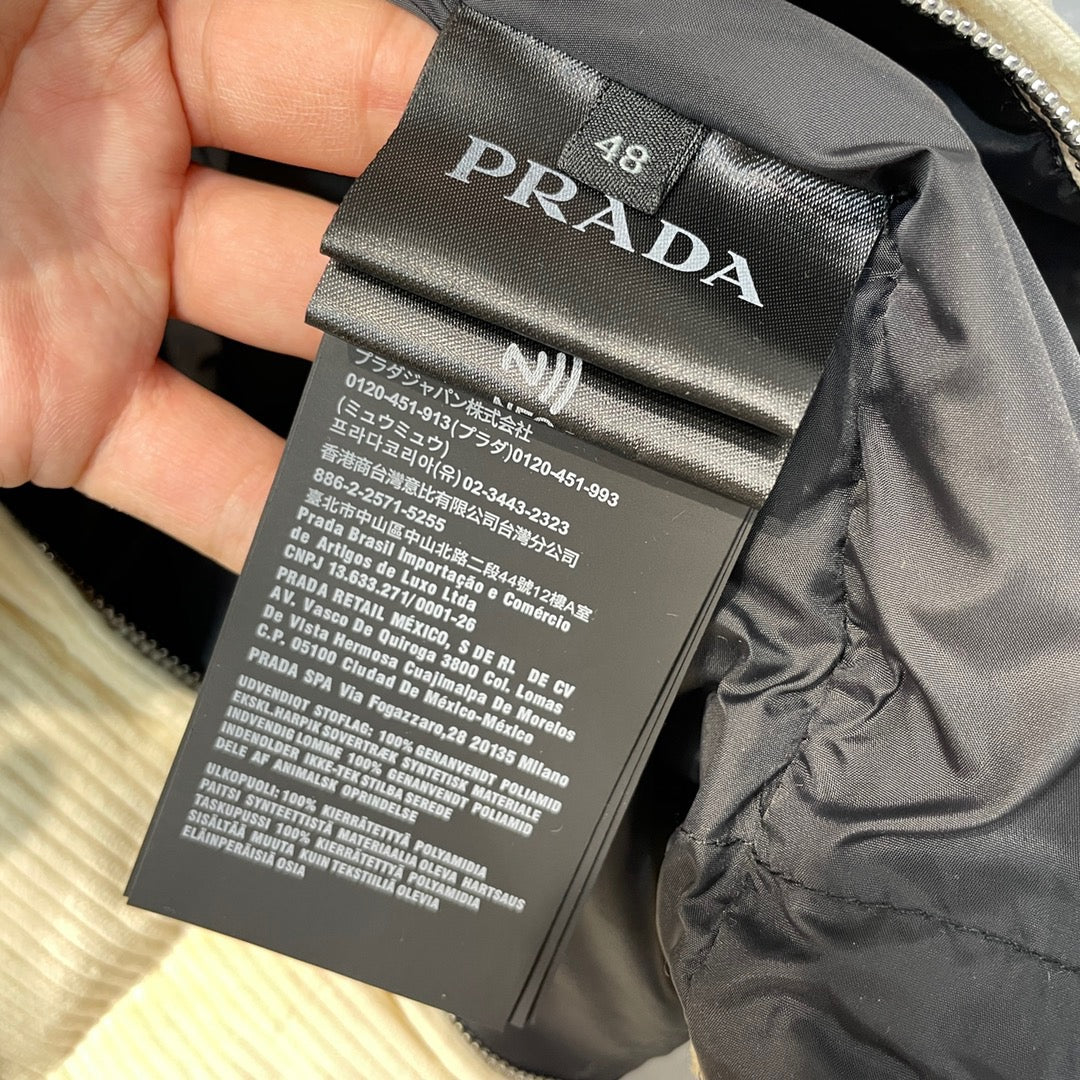 48
PRADA
プラダジャパン株式会社
0120-451-913(プラダ)0120-451-993
(ミュウミュウ)
프라다코리아(유) 02-3443-2323
香港商台灣意比有限公司台灣分公司
886-2-2571-5255
臺北市中山區中山北路二段44號12樓A室
Prada Brasil Importação e Comércio
de Artigos de Luxo Ltda
CNPJ 13.633.271/0001-26
PRADA RETAIL MÉXICO, S DE RL DE CV
AV. Vasco De Quiroga 3800 Col. Lomas
De Vista Hermosa Cuajimalpa De Morelos
C.P. 05100 Ciudad De México-México
PRADA SPA Via Fogazzaro,28 20135 Milano
UDVENDIOT STOFLAG: 100% GENANVENDT POLIAMID
EKSKL.HARPIK SOVERTRÆK SYNTETISK MATERIALE
INDVENDIG LOMME 100% GENANVENDT POLIAMID
INDENOLDER IKKE-TEKSTILBA SEREDE
DELE AF ANIMALSK OPRINDELSE
ULKOPUOLI: 100% KIERRÄTETTYÄ POLYAMIDIA
PAITSI SYNTEETTISTÄ MATERIAALIA OLEVA HARTSAUS
TASKUPUSSI 100% KIERRÄTETTYÄ POLYAMIDIA
SISÄLTÄÄ MUUTA KUIN TEKSTIILIÄ OLEVIA
ELÄINPERÄISIÄ OSIA